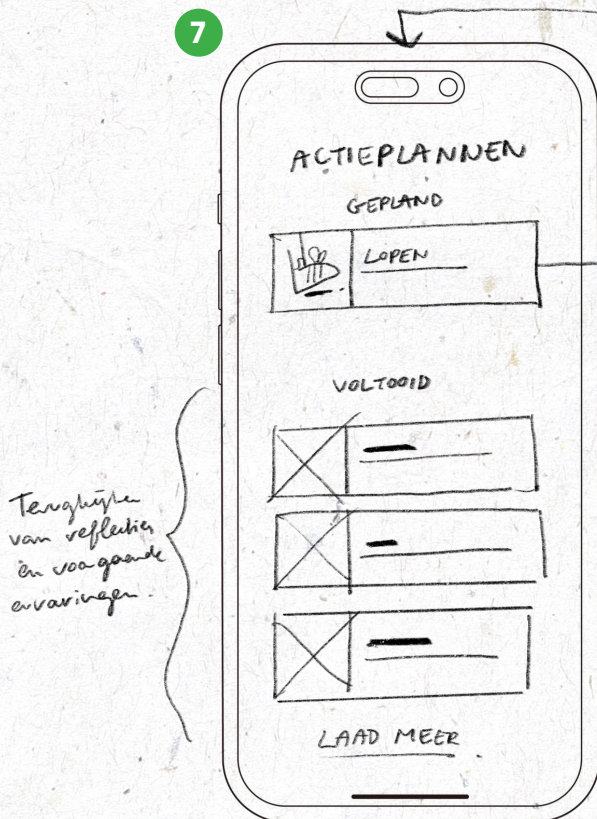 7
ACTIEPLANNEN
GEPLAND
LOPEN
VOLTOOID
Terugkijken
van reflecties
en voorgaande
ervaringen.
LAAD MEER